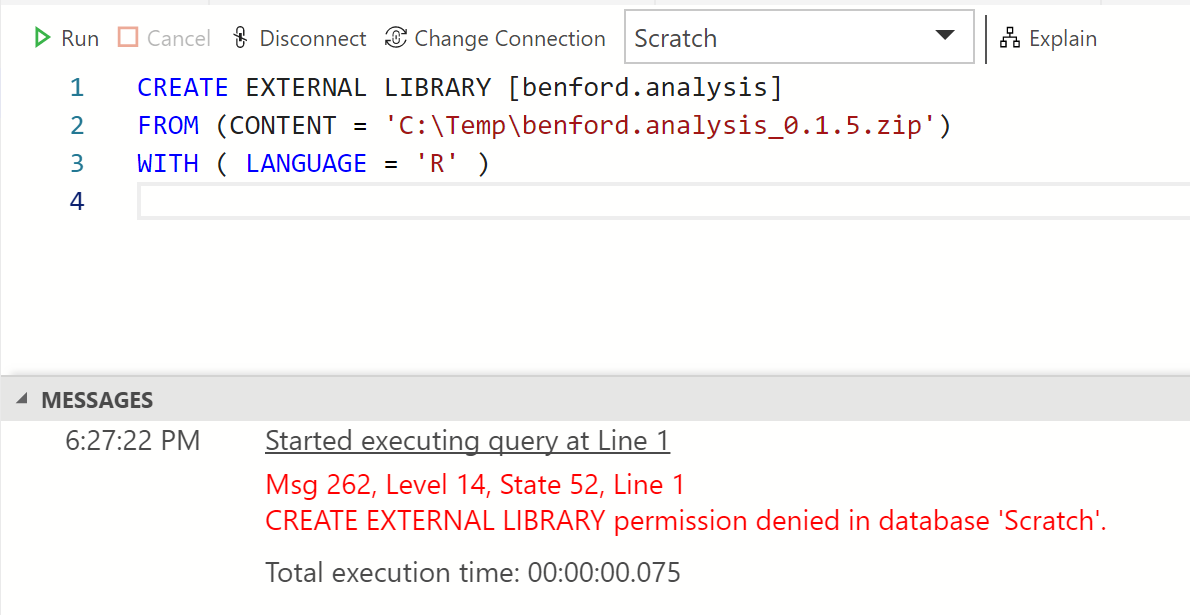 Run Cancel Disconnect Change Connection Scratch Explain
1 CREATE EXTERNAL LIBRARY [benford.analysis]
2 FROM (CONTENT = 'C:\Temp\benford.analysis_0.1.5.zip')
3 WITH ( LANGUAGE = 'R' )
4
MESSAGES
6:27:22 PM Started executing query at Line 1
Msg 262, Level 14, State 52, Line 1
CREATE EXTERNAL LIBRARY permission denied in database 'Scratch'.
Total execution time: 00:00:00.075